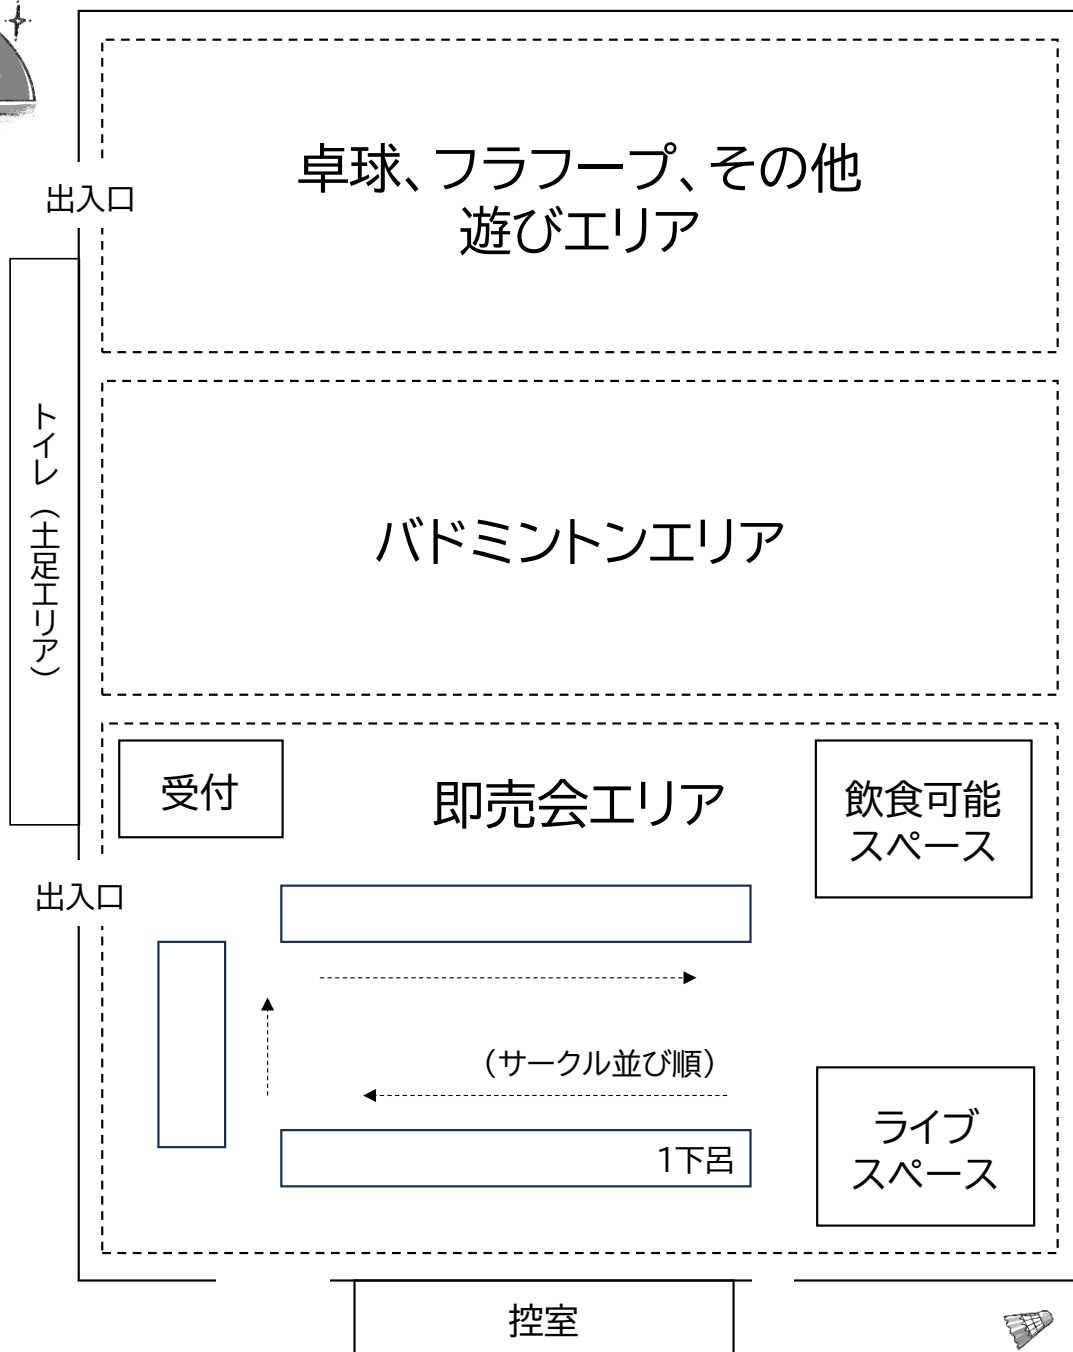 卓球、フラフープ、その他
遊びエリア
出入口
トイレ（土足エリア）
バドミントンエリア
受付
即売会エリア
飲食可能
スペース
出入口
（サークル並び順）
1下呂
ライブ
スペース
控室